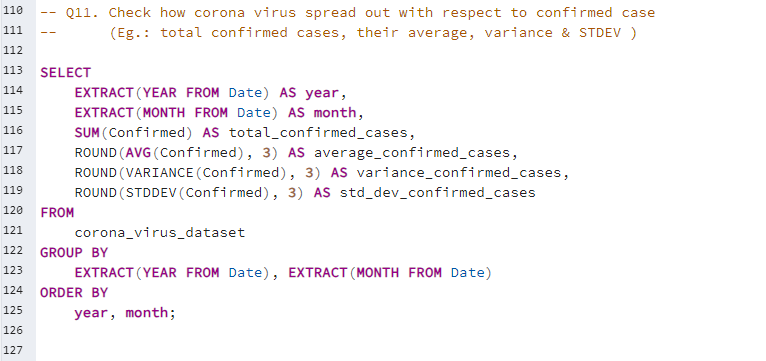 110 -- Q11. Check how corona virus spread out with respect to confirmed case
111 --      (Eg.: total confirmed cases, their average, variance & STDEV )
112
113 SELECT
114     EXTRACT(YEAR FROM Date) AS year,
115     EXTRACT(MONTH FROM Date) AS month,
116     SUM(Confirmed) AS total_confirmed_cases,
117     ROUND(AVG(Confirmed), 3) AS average_confirmed_cases,
118     ROUND(VARIANCE(Confirmed), 3) AS variance_confirmed_cases,
119     ROUND(STDDEV(Confirmed), 3) AS std_dev_confirmed_cases
120 FROM
121     corona_virus_dataset
122 GROUP BY
123     EXTRACT(YEAR FROM Date), EXTRACT(MONTH FROM Date)
124 ORDER BY
125     year, month;
126
127